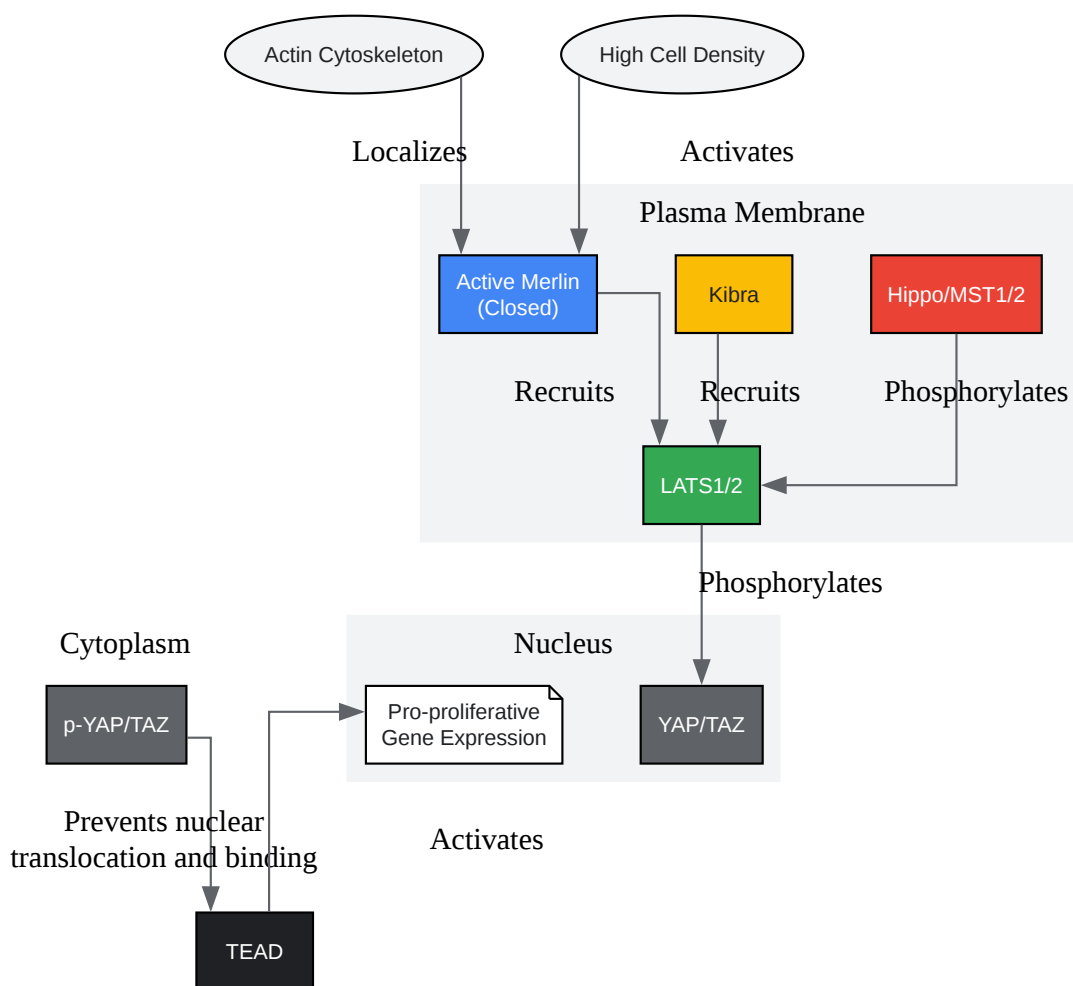 Actin Cytoskeleton
High Cell Density
Localizes
Activates
Plasma Membrane
Active Merlin
(Closed)
Kibra
Hippo/MST1/2
Recruits
Recruits
Phosphorylates
LATS1/2
Phosphorylates
Cytoplasm
Nucleus
p-YAP/TAZ
Pro-proliferative
Gene Expression
YAP/TAZ
Prevents nuclear
translocation and binding
Activates
TEAD